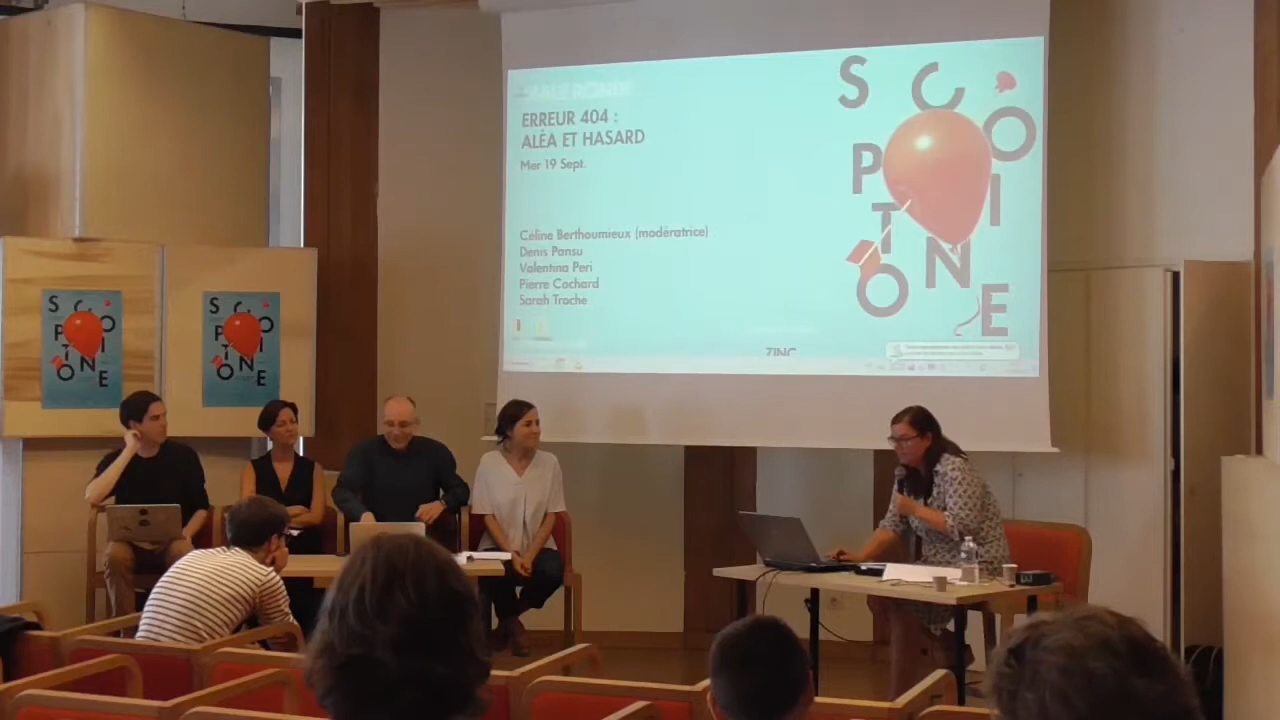 ERREUR 404 :
ALÉA ET HASARD
Mer 19 Sept.
Céline Berthoumieux (modératrice)
Denis Pansu
Valentina Peri
Pierre Cochard
Sarah Troche
ZINC
S C O
P I
T N
O E
S C O
P I
T N
O E
S C O
P I
T N
O E